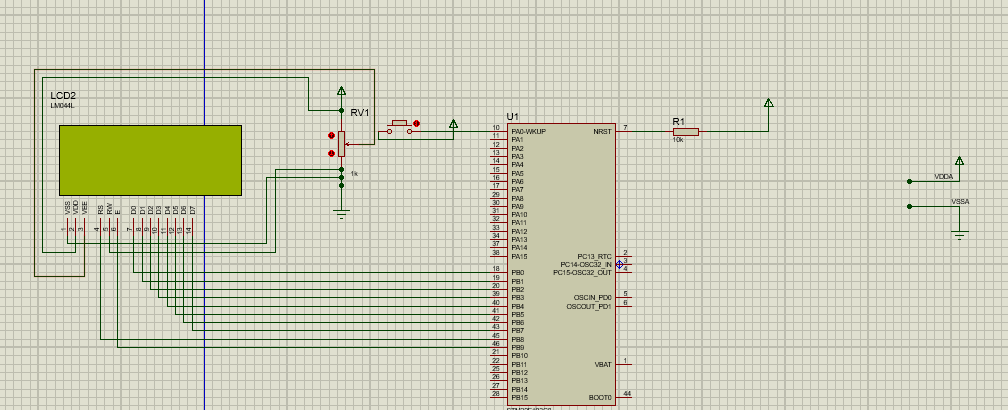 LCD2
LM044L
VSS
VDD
VEE
RS
RW
E
D0
D1
D2
D3
D4
D5
D6
D7
1
2
3
4
5
6
7
8
9
10
11
12
13
14
RV1
1k
U1
10 PA0-WKUP
11 PA1
12 PA2
13 PA3
14 PA4
15 PA5
16 PA6
17 PA7
29 PA8
30 PA9
31 PA10
32 PA11
33 PA12
34 PA13
37 PA14
38 PA15
18 PB0
19 PB1
20 PB2
39 PB3
40 PB4
41 PB5
42 PB6
43 PB7
45 PB8
46 PB9
21 PB10
22 PB11
25 PB12
26 PB13
27 PB14
28 PB15
NRST 7
PC13_RTC 2
PC14-OSC32_IN 3
PC15-OSC32_OUT 4
OSCIN_PD0 5
OSCOUT_PD1 6
VBAT 1
BOOT0 44
R1
10k
VDDA
VSSA